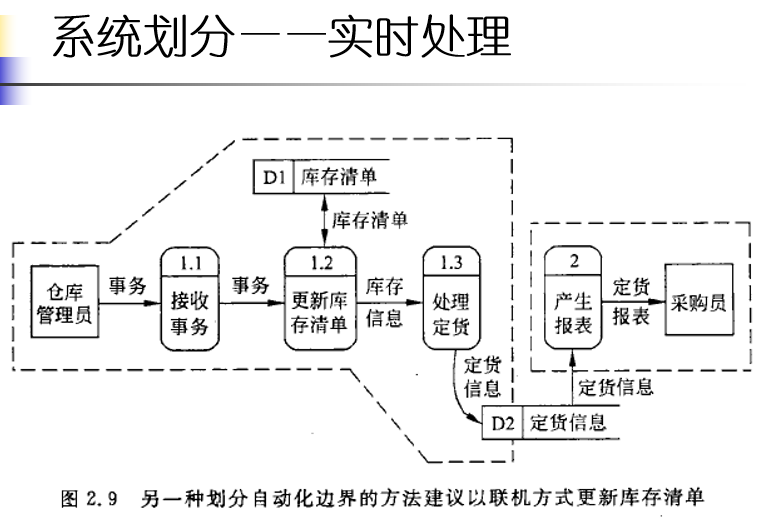 系统划分——实时处理
D1 库存清单
库存清单
仓库
管理员
事务
1.1
接收
事务
事务
1.2
更新库
存清单
库存
信息
1.3
处理
定货
定货
信息
D2 定货信息
定货信息
2
产生
报表
定货
报表
采购员
图 2.9 另一种划分自动化边界的方法建议以联机方式更新库存清单